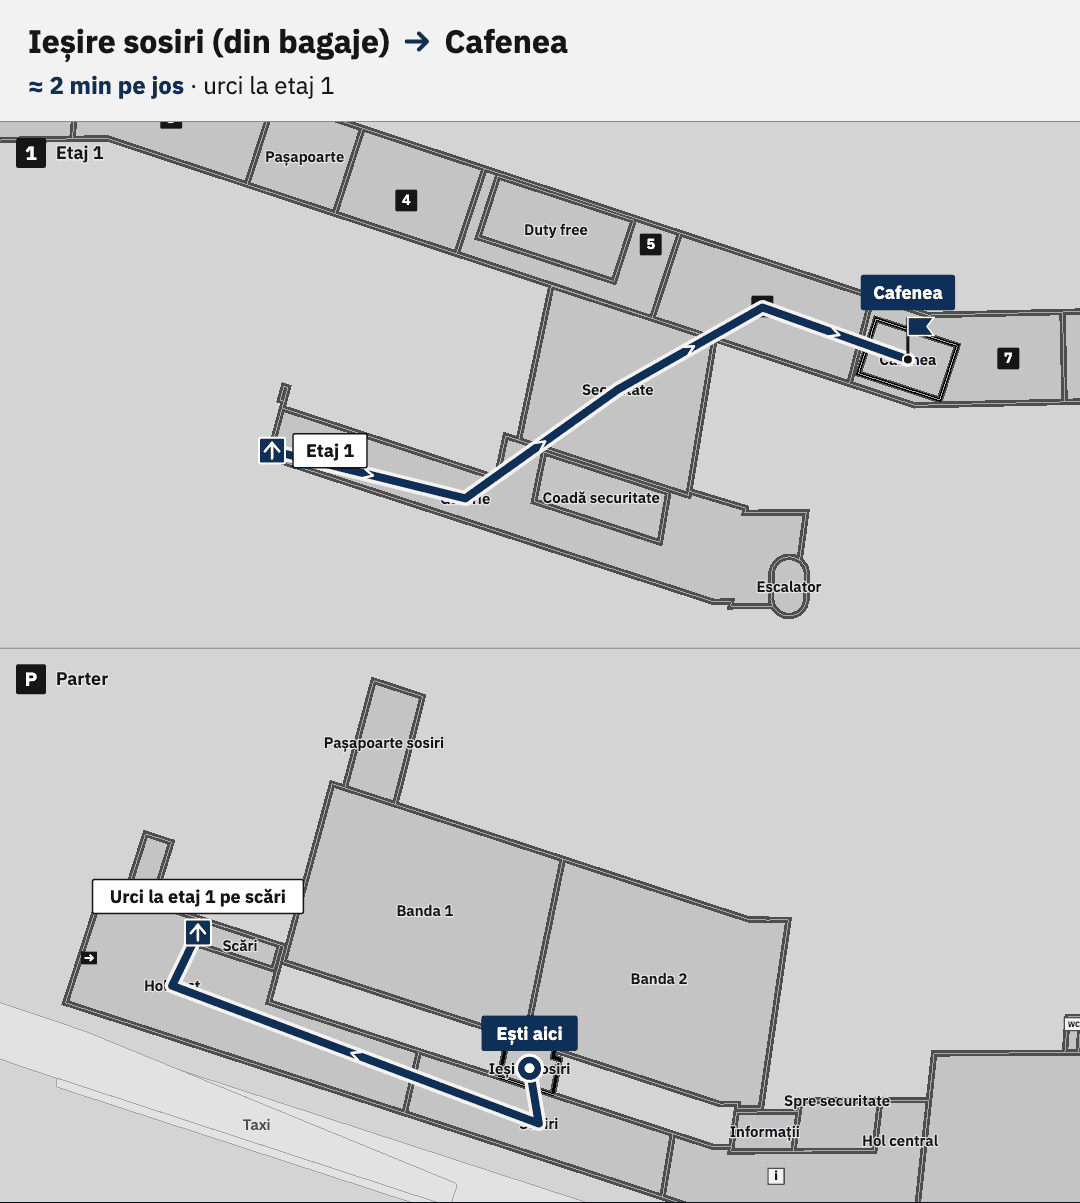 Ieșire sosiri (din bagaje) → Cafenea
≈ 2 min pe jos · urci la etaj 1
1 Etaj 1
Pașapoarte
4
Duty free
5
Cafenea
7
Securitate
Etaj 1
Coadă securitate
Escalator
P Parter
Pașapoarte sosiri
Urci la etaj 1 pe scări
Scări
Banda 1
Banda 2
Ești aici
Taxi
Spre securitate
Informații
Hol central
i
wc